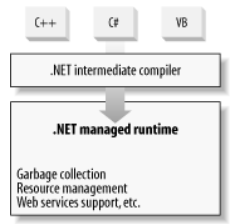 C++ C# VB
.NET intermediate compiler
.NET managed runtime
Garbage collection
Resource management
Web services support, etc.